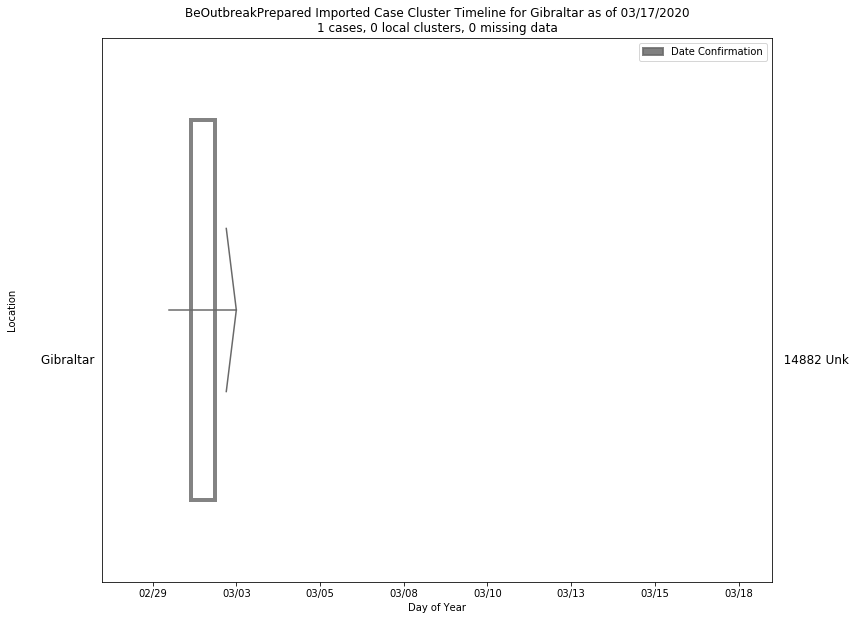 BeOutbreakPrepared Imported Case Cluster Timeline for Gibraltar as of 03/17/2020
1 cases, 0 local clusters, 0 missing data
Date Confirmation
Location
Gibraltar
14882 Unk
02/29 03/03 03/05 03/08 03/10 03/13 03/15 03/18
Day of Year